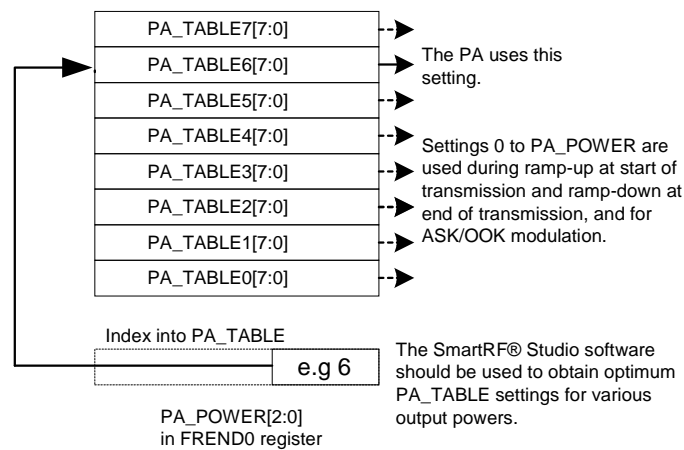 PA_TABLE7[7:0]
PA_TABLE6[7:0]
PA_TABLE5[7:0]
PA_TABLE4[7:0]
PA_TABLE3[7:0]
PA_TABLE2[7:0]
PA_TABLE1[7:0]
PA_TABLE0[7:0]
The PA uses this
setting.
Settings 0 to PA_POWER are
used during ramp-up at start of
transmission and ramp-down at
end of transmission, and for
ASK/OOK modulation.
Index into PA_TABLE
e.g 6
PA_POWER[2:0]
in FREND0 register
The SmartRF® Studio software
should be used to obtain optimum
PA_TABLE settings for various
output powers.